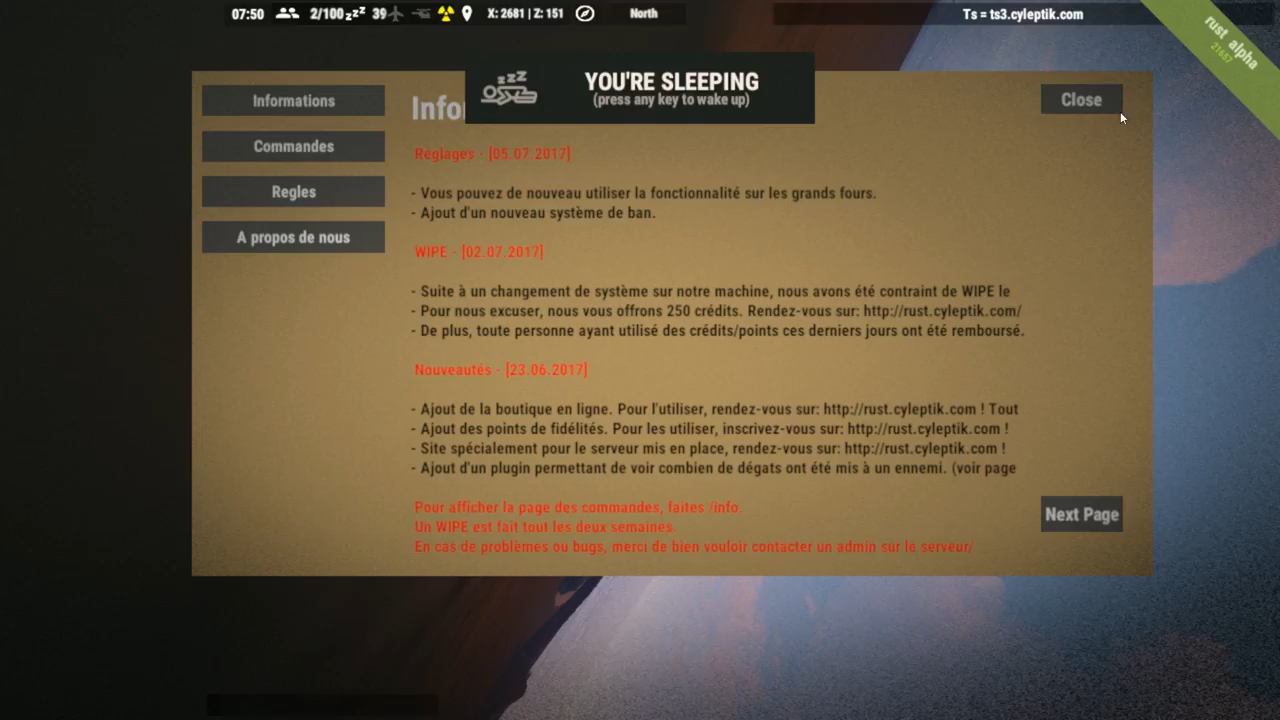 07:50 2/100 zzz 39 X: 2681 | Z: 151 North
Ts = ts3.cyleptik.com
rust alpha
21657
zzz
YOU'RE SLEEPING
(press any key to wake up)
Informations
Commandes
Regles
A propos de nous
Close
Réglages - [05.07.2017]
- Vous pouvez de nouveau utiliser la fonctionnalité sur les grands fours.
- Ajout d'un nouveau système de ban.
WIPE - [02.07.2017]
- Suite à un changement de système sur notre machine, nous avons été contraint de WIPE le
- Pour nous excuser, nous vous offrons 250 crédits. Rendez-vous sur: http://rust.cyleptik.com/
- De plus, toute personne ayant utilisé des crédits/points ces derniers jours ont été remboursé.
Nouveautés - [23.06.2017]
- Ajout de la boutique en ligne. Pour l'utiliser, rendez-vous sur: http://rust.cyleptik.com ! Tout
- Ajout des points de fidélités. Pour les utiliser, inscrivez-vous sur: http://rust.cyleptik.com !
- Site spécialement pour le serveur mis en place, rendez-vous sur: http://rust.cyleptik.com !
- Ajout d'un plugin permettant de voir combien de dégats ont été mis à un ennemi. (voir page
Pour afficher la page des commandes, faites /info.
Un WIPE est fait tout les deux semaines.
En cas de problèmes ou bugs, merci de bien vouloir contacter un admin sur le serveur/
Next Page